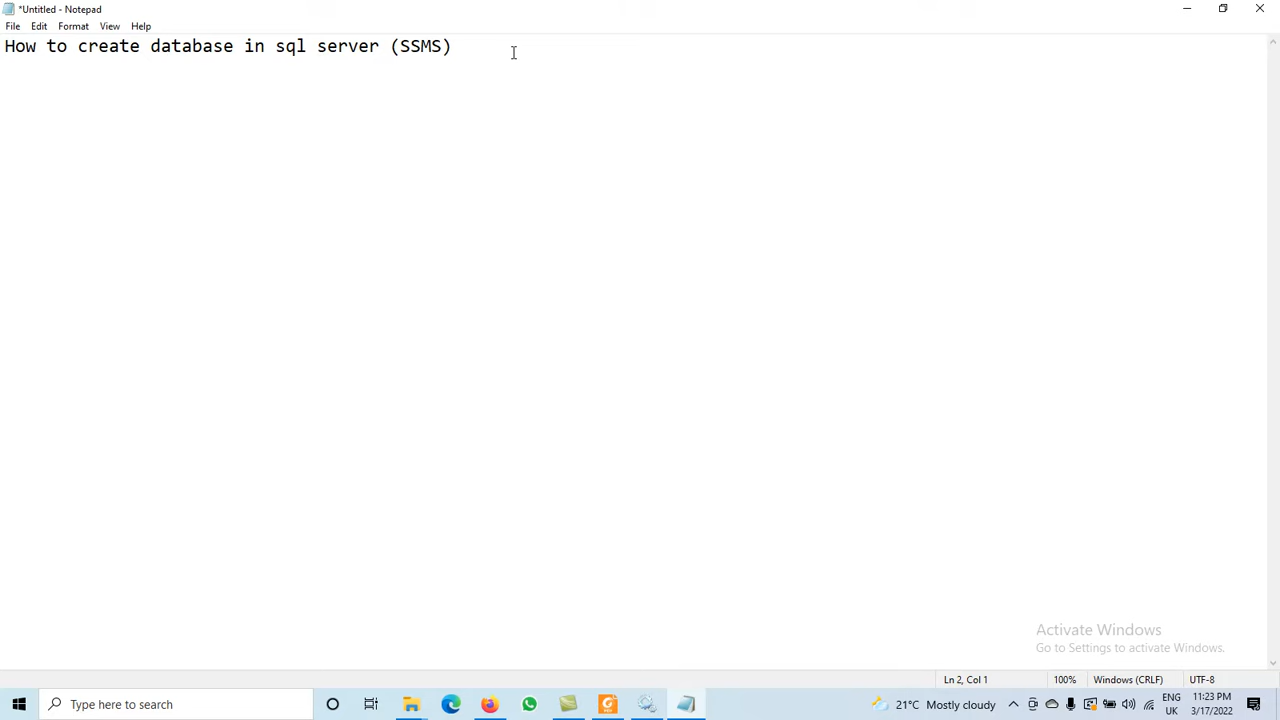 *Untitled - Notepad
File Edit Format View Help
How to create database in sql server (SSMS)
Activate Windows
Go to Settings to activate Windows.
Ln 2, Col 1 100% Windows (CRLF) UTF-8
Type here to search
21°C Mostly cloudy
ENG
UK
11:23 PM
3/17/2022